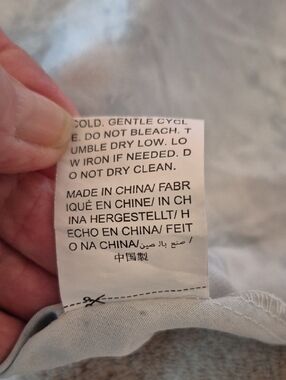 COLD. GENTLE CYCL
E. DO NOT BLEACH. T
UMBLE DRY LOW. LO
W IRON IF NEEDED. D
O NOT DRY CLEAN.
MADE IN CHINA/ FABR
IQUÉ EN CHINE/ IN CH
INA HERGESTELLT/ H
ECHO EN CHINA/ FEIT
O NA CHINA/صنع بالصين /
中国製